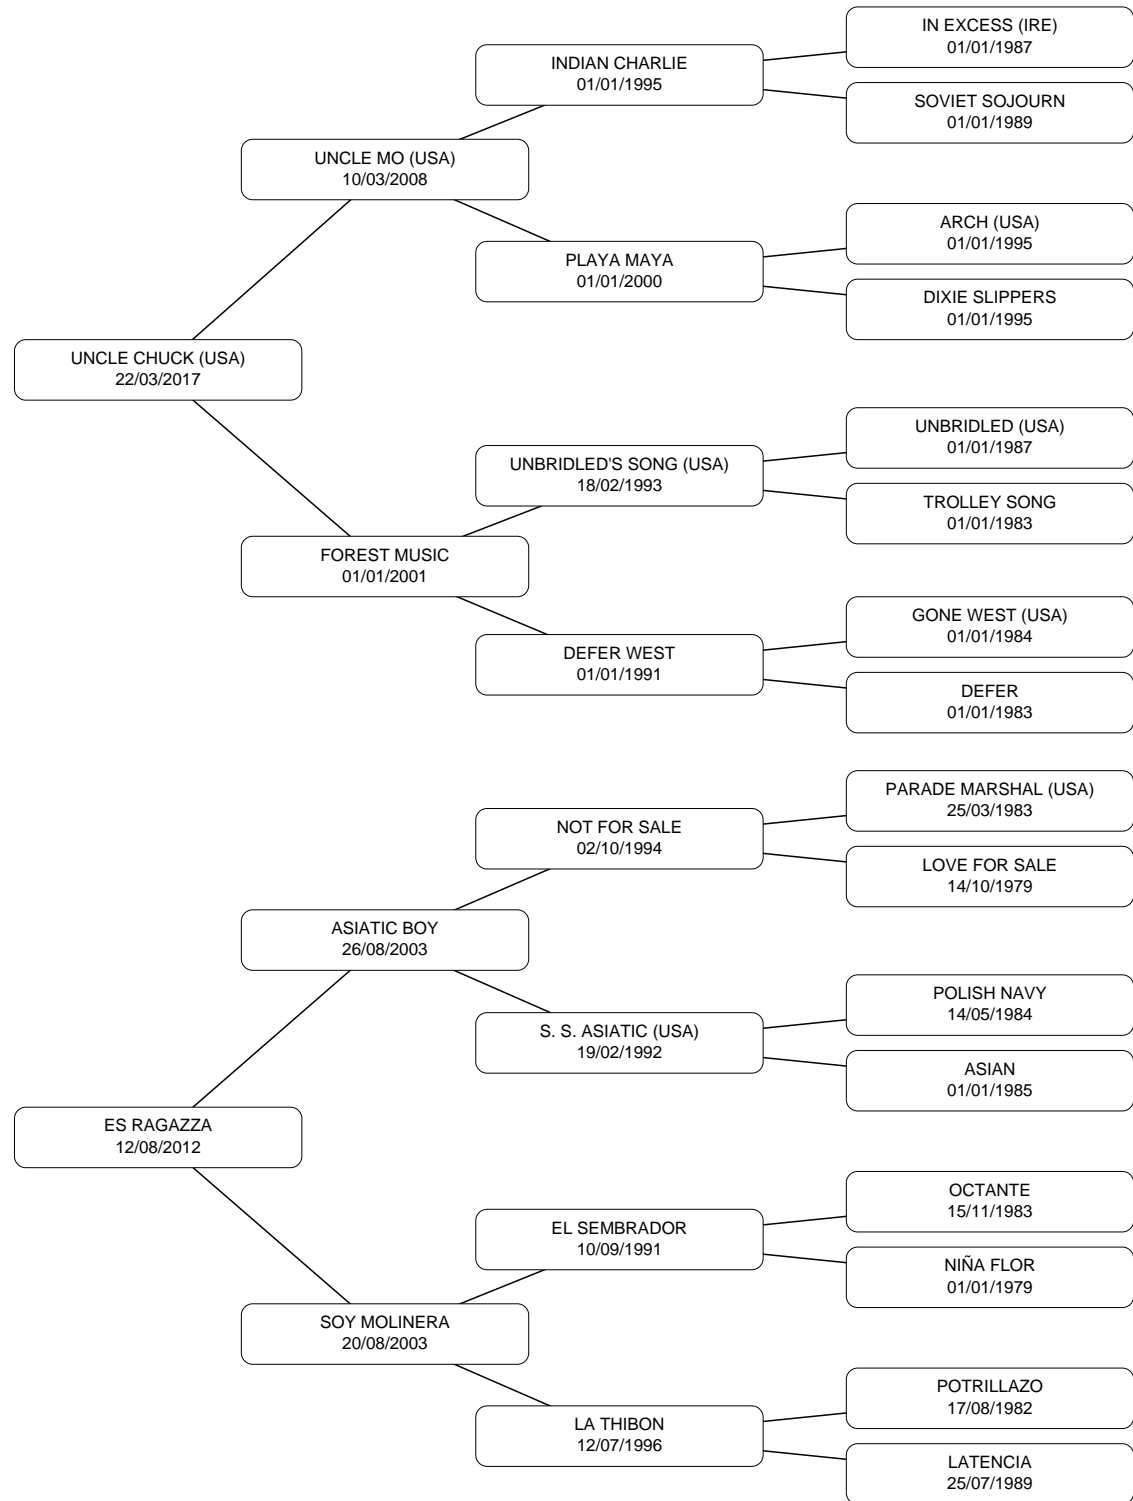 IN EXCESS (IRE)
01/01/1987
INDIAN CHARLIE
01/01/1995
SOVIET SOJOURN
01/01/1989
UNCLE MO (USA)
10/03/2008
ARCH (USA)
01/01/1995
PLAYA MAYA
01/01/2000
DIXIE SLIPPERS
01/01/1995
UNCLE CHUCK (USA)
22/03/2017
UNBRIDLED (USA)
01/01/1987
UNBRIDLED'S SONG (USA)
18/02/1993
TROLLEY SONG
01/01/1983
FOREST MUSIC
01/01/2001
GONE WEST (USA)
01/01/1984
DEFER WEST
01/01/1991
DEFER
01/01/1983
PARADE MARSHAL (USA)
25/03/1983
NOT FOR SALE
02/10/1994
LOVE FOR SALE
14/10/1979
ASIATIC BOY
26/08/2003
POLISH NAVY
14/05/1984
S. S. ASIATIC (USA)
19/02/1992
ASIAN
01/01/1985
ES RAGAZZA
12/08/2012
OCTANTE
15/11/1983
EL SEMBRADOR
10/09/1991
NIÑA FLOR
01/01/1979
SOY MOLINERA
20/08/2003
POTRILLAZO
17/08/1982
LA THIBON
12/07/1996
LATENCIA
25/07/1989